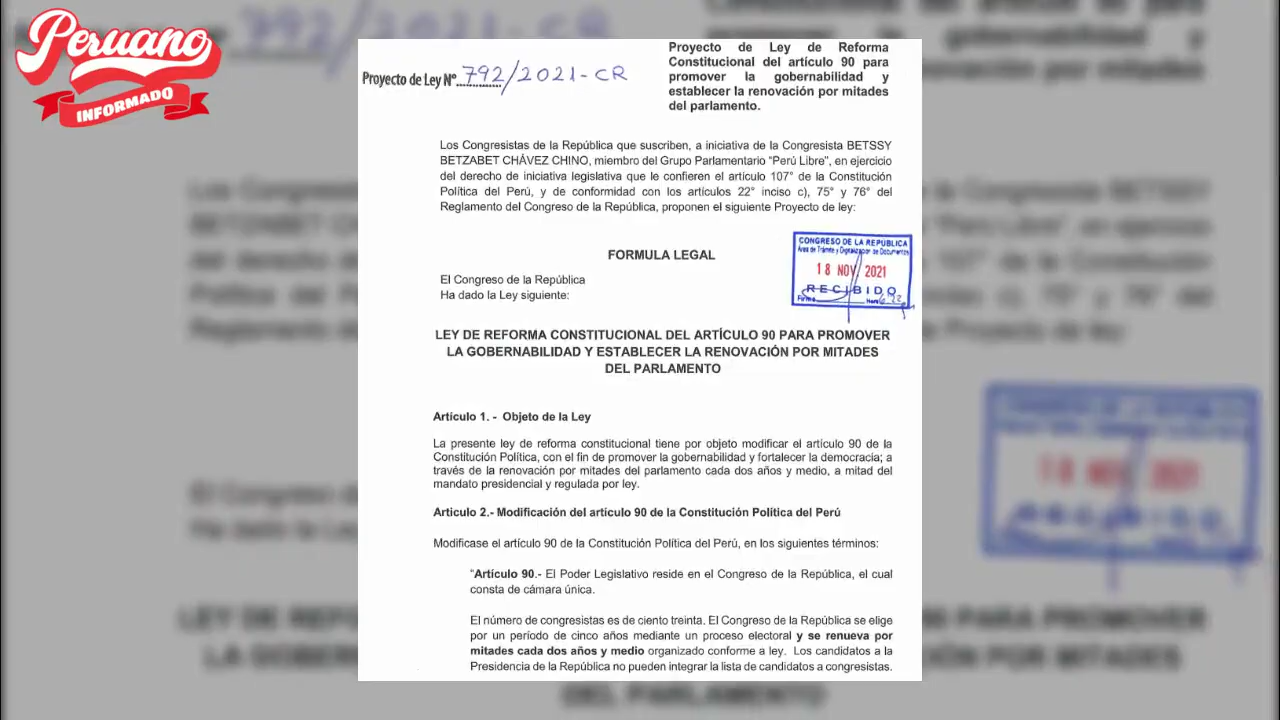 Peruano
INFORMADO
Proyecto de Ley N° 792/2021-CR
Proyecto de Ley de Reforma
Constitucional del artículo 90 para
promover la gobernabilidad y
establecer la renovación por mitades
del parlamento.
Los Congresistas de la República que suscriben, a iniciativa de la Congresista BETSSY
BETZABET CHÁVEZ CHINO, miembro del Grupo Parlamentario "Perú Libre", en ejercicio
del derecho de iniciativa legislativa que le confieren el artículo 107° de la Constitución
Política del Perú, y de conformidad con los artículos 22° inciso c), 75° y 76° del
Reglamento del Congreso de la República, proponen el siguiente Proyecto de ley:
CONGRESO DE LA REPÚBLICA
Area de Trámite y Digitalización de Documentos
18 NOV 2021
RECIBIDO
Firma Hora
FORMULA LEGAL
El Congreso de la República
Ha dado la Ley siguiente:
LEY DE REFORMA CONSTITUCIONAL DEL ARTÍCULO 90 PARA PROMOVER
LA GOBERNABILIDAD Y ESTABLECER LA RENOVACIÓN POR MITADES
DEL PARLAMENTO
Artículo 1. - Objeto de la Ley
La presente ley de reforma constitucional tiene por objeto modificar el artículo 90 de la
Constitución Política, con el fin de promover la gobernabilidad y fortalecer la democracia; a
través de la renovación por mitades del parlamento cada dos años y medio, a mitad del
mandato presidencial y regulada por ley.
Articulo 2.- Modificación del artículo 90 de la Constitución Política del Perú
Modificase el artículo 90 de la Constitución Política del Perú, en los siguientes términos:
"Artículo 90.- El Poder Legislativo reside en el Congreso de la República, el cual
consta de cámara única.
El número de congresistas es de ciento treinta. El Congreso de la República se elige
por un período de cinco años mediante un proceso electoral y se renueva por
mitades cada dos años y medio organizado conforme a ley. Los candidatos a la
Presidencia de la República no pueden integrar la lista de candidatos a congresistas.